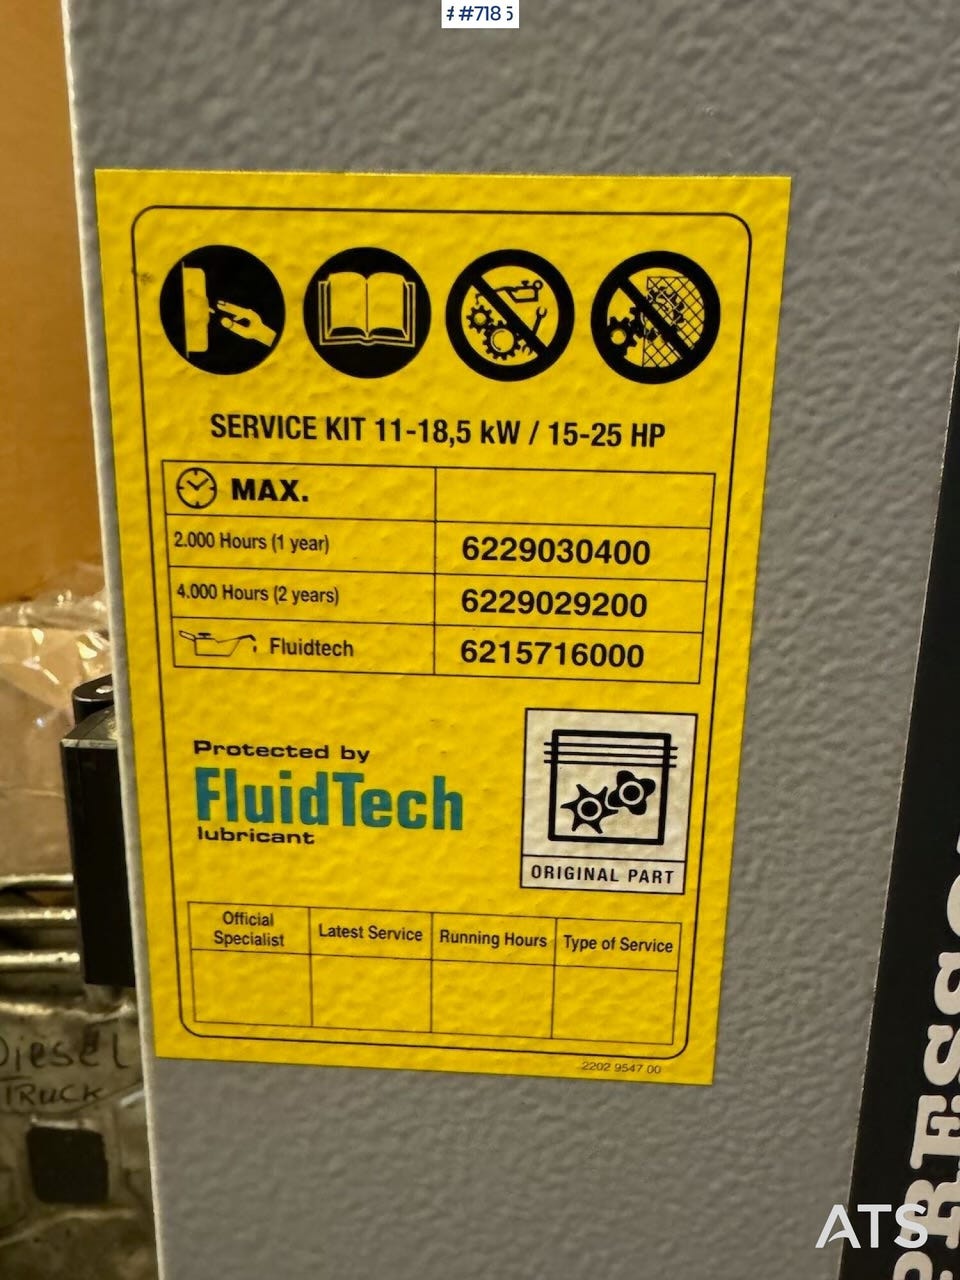 SERVICE KIT 11-18,5 kW / 15-25 HP
MAX.
2.000 Hours (1 year) 6229030400
4.000 Hours (2 years) 6229029200
Fluidtech 6215716000
Protected by
FluidTech
lubricant
ORIGINAL PART
Official Specialist Latest Service Running Hours Type of Service
2202 9547 00
Diesel
TRUCK
ATS